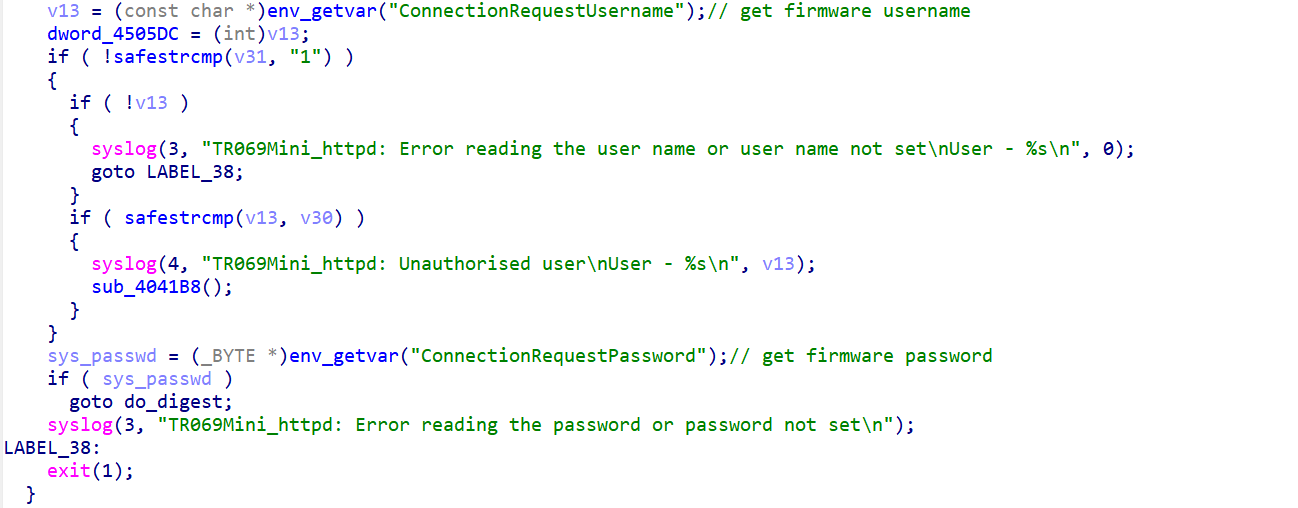 v13 = (const char *)env_getvar("ConnectionRequestUsername");// get firmware username
dword_4505DC = (int)v13;
if ( !safestrcmp(v31, "1") )
{
if ( !v13 )
{
syslog(3, "TR069Mini_httpd: Error reading the user name or user name not set\nUser - %s\n", 0);
goto LABEL_38;
}
if ( safestrcmp(v13, v30) )
{
syslog(4, "TR069Mini_httpd: Unauthorised user\nUser - %s\n", v13);
sub_4041B8();
}
}
sys_passwd = (_BYTE *)env_getvar("ConnectionRequestPassword");// get firmware password
if ( sys_passwd )
goto do_digest;
syslog(3, "TR069Mini_httpd: Error reading the password or password not set\n");
LABEL_38:
exit(1);
}